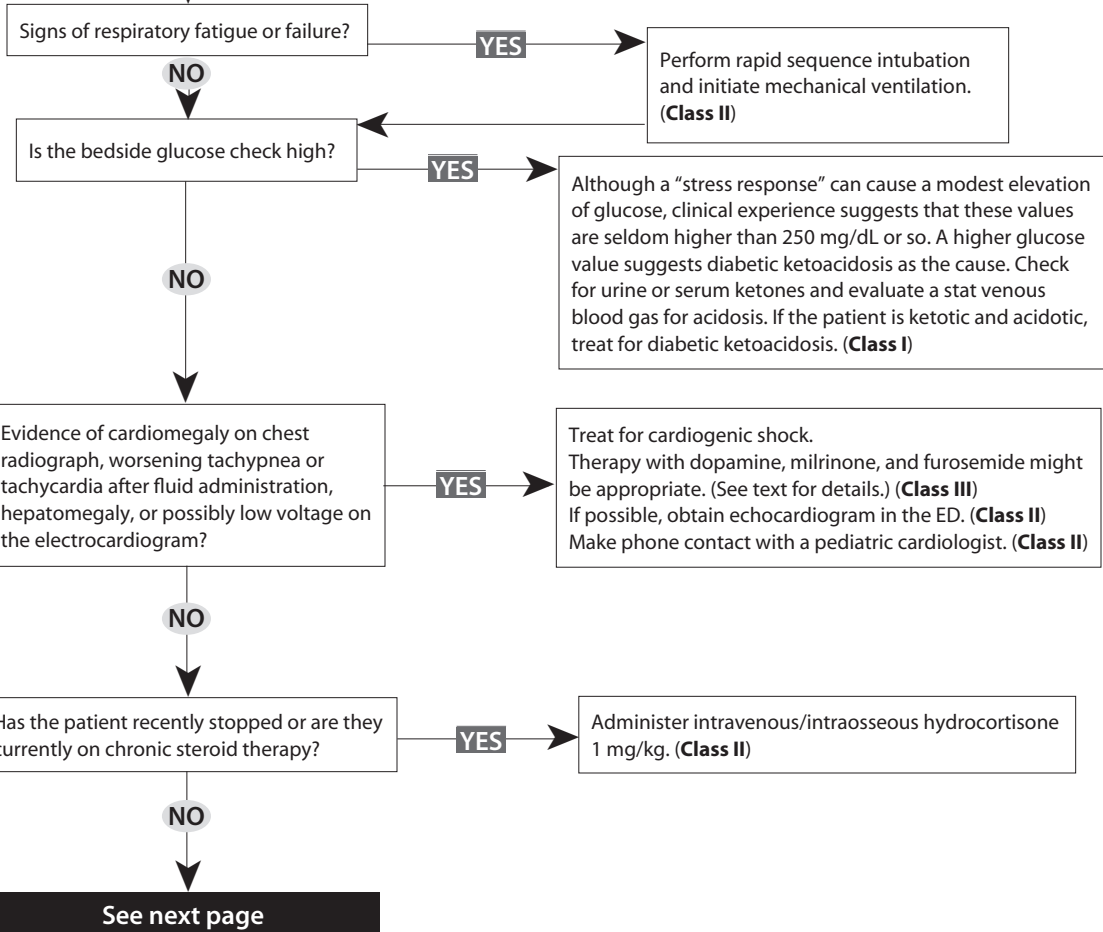 Signs of respiratory fatigue or failure?
YES
Perform rapid sequence intubation
and initiate mechanical ventilation.
(Class II)
NO
Is the bedside glucose check high?
YES
Although a “stress response” can cause a modest elevation
of glucose, clinical experience suggests that these values
are seldom higher than 250 mg/dL or so. A higher glucose
value suggests diabetic ketoacidosis as the cause. Check
for urine or serum ketones and evaluate a stat venous
blood gas for acidosis. If the patient is ketotic and acidotic,
treat for diabetic ketoacidosis. (Class I)
NO
Evidence of cardiomegaly on chest
radiograph, worsening tachypnea or
tachycardia after fluid administration,
hepatomegaly, or possibly low voltage on
the electrocardiogram?
YES
Treat for cardiogenic shock.
Therapy with dopamine, milrinone, and furosemide might
be appropriate. (See text for details.) (Class III)
If possible, obtain echocardiogram in the ED. (Class II)
Make phone contact with a pediatric cardiologist. (Class II)
NO
Has the patient recently stopped or are they
currently on chronic steroid therapy?
YES
Administer intravenous/intraosseous hydrocortisone
1 mg/kg. (Class II)
NO
See next page